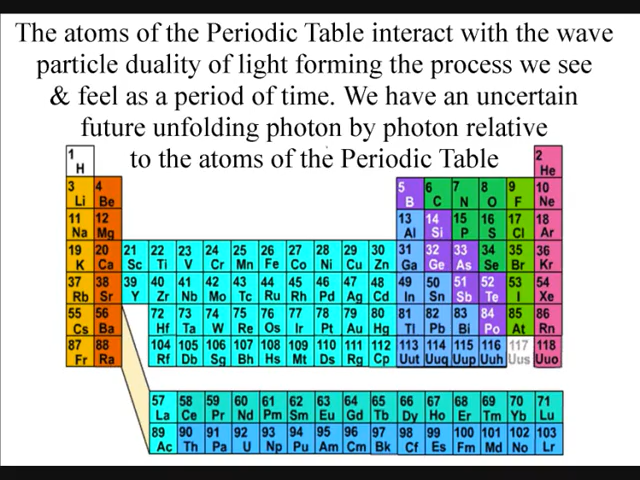 The atoms of the Periodic Table interact with the wave
particle duality of light forming the process we see
& feel as a period of time. We have an uncertain
future unfolding photon by photon relative
to the atoms of the Periodic Table
1 2
H He
3 4 5 6 7 8 9 10
Li Be B C N O F Ne
11 12 13 14 15 16 17 18
Na Mg Al Si P S Cl Ar
19 20 21 22 23 24 25 26 27 28 29 30 31 32 33 34 35 36
K Ca Sc Ti V Cr Mn Fe Co Ni Cu Zn Ga Ge As Se Br Kr
37 38 39 40 41 42 43 44 45 46 47 48 49 50 51 52 53 54
Rb Sr Y Zr Nb Mo Tc Ru Rh Pd Ag Cd In Sn Sb Te I Xe
55 56 72 73 74 75 76 77 78 79 80 81 82 83 84 85 86
Cs Ba Hf Ta W Re Os Ir Pt Au Hg Tl Pb Bi Po At Rn
87 88 104 105 106 107 108 109 110 111 112 113 114 115 116 117 118
Fr Ra Rf Db Sg Bh Hs Mt Ds Rg Cp Uut Uuq Uup Uuh Uus Uuo
57 58 59 60 61 62 63 64 65 66 67 68 69 70 71
La Ce Pr Nd Pm Sm Eu Gd Tb Dy Ho Er Tm Yb Lu
89 90 91 92 93 94 95 96 97 98 99 100 101 102 103
Ac Th Pa U Np Pu Am Cm Bk Cf Es Fm Md No Lr